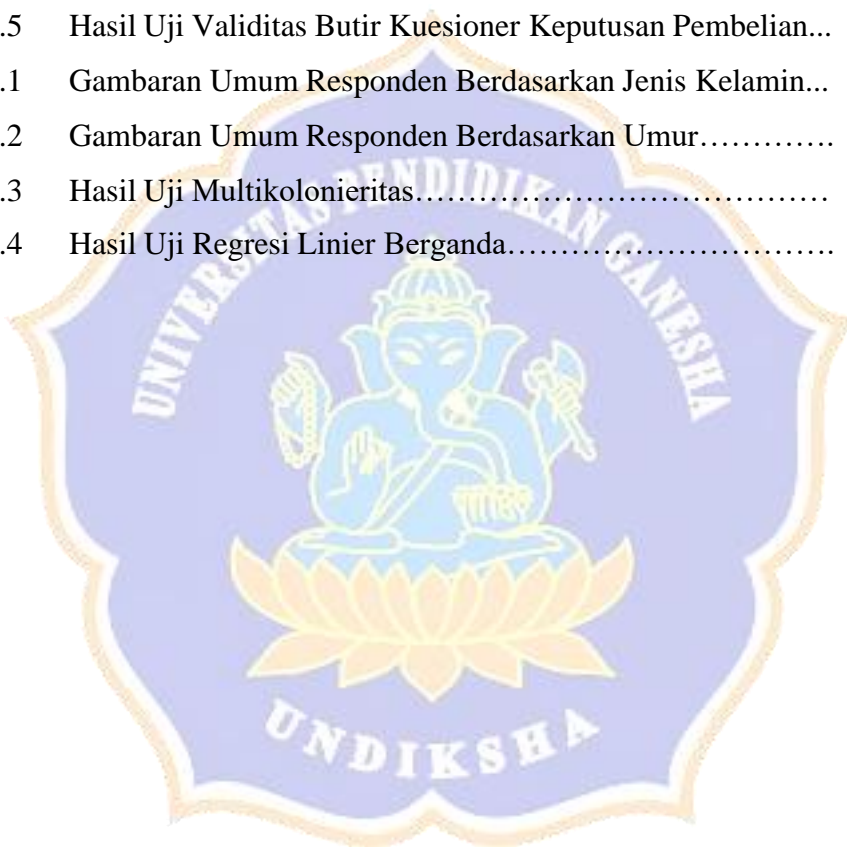 .5 Hasil Uji Validitas Butir Kuesioner Keputusan Pembelian...
.1 Gambaran Umum Responden Berdasarkan Jenis Kelamin...
.2 Gambaran Umum Responden Berdasarkan Umur………….
.3 Hasil Uji Multikolonieritas…………………………………
.4 Hasil Uji Regresi Linier Berganda………………………….
UNIVERSITAS PENDIDIKAN GANESHA
UNDIKSHA